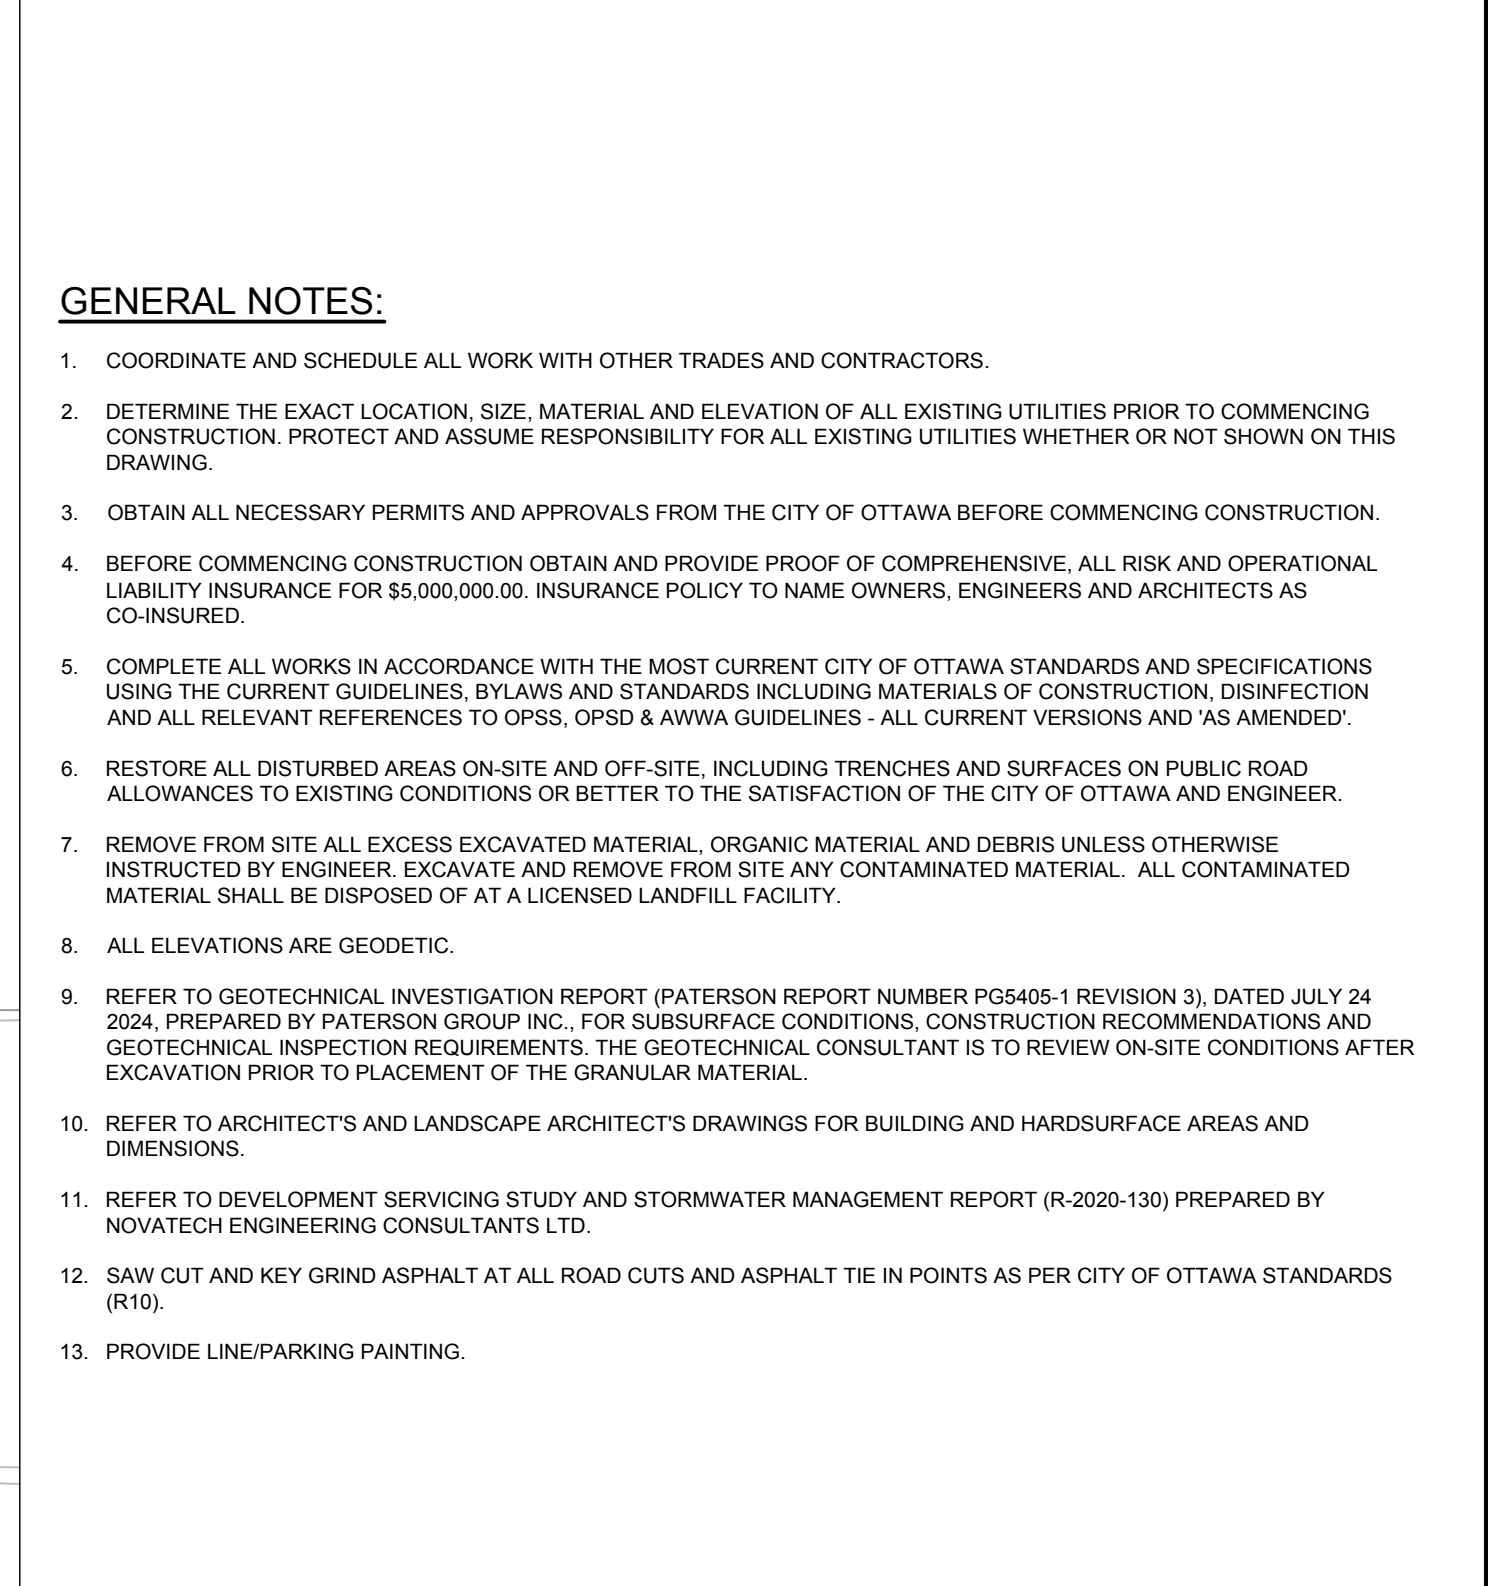 GENERAL NOTES:
1. COORDINATE AND SCHEDULE ALL WORK WITH OTHER TRADES AND CONTRACTORS.
2. DETERMINE THE EXACT LOCATION, SIZE, MATERIAL AND ELEVATION OF ALL EXISTING UTILITIES PRIOR TO COMMENCING
CONSTRUCTION. PROTECT AND ASSUME RESPONSIBILITY FOR ALL EXISTING UTILITIES WHETHER OR NOT SHOWN ON THIS
DRAWING.
3. OBTAIN ALL NECESSARY PERMITS AND APPROVALS FROM THE CITY OF OTTAWA BEFORE COMMENCING CONSTRUCTION.
4. BEFORE COMMENCING CONSTRUCTION OBTAIN AND PROVIDE PROOF OF COMPREHENSIVE, ALL RISK AND OPERATIONAL
LIABILITY INSURANCE FOR $5,000,000.00. INSURANCE POLICY TO NAME OWNERS, ENGINEERS AND ARCHITECTS AS
CO-INSURED.
5. COMPLETE ALL WORKS IN ACCORDANCE WITH THE MOST CURRENT CITY OF OTTAWA STANDARDS AND SPECIFICATIONS
USING THE CURRENT GUIDELINES, BYLAWS AND STANDARDS INCLUDING MATERIALS OF CONSTRUCTION, DISINFECTION
AND ALL RELEVANT REFERENCES TO OPSS, OPSD & AWWA GUIDELINES - ALL CURRENT VERSIONS AND 'AS AMENDED'.
6. RESTORE ALL DISTURBED AREAS ON-SITE AND OFF-SITE, INCLUDING TRENCHES AND SURFACES ON PUBLIC ROAD
ALLOWANCES TO EXISTING CONDITIONS OR BETTER TO THE SATISFACTION OF THE CITY OF OTTAWA AND ENGINEER.
7. REMOVE FROM SITE ALL EXCESS EXCAVATED MATERIAL, ORGANIC MATERIAL AND DEBRIS UNLESS OTHERWISE
INSTRUCTED BY ENGINEER. EXCAVATE AND REMOVE FROM SITE ANY CONTAMINATED MATERIAL. ALL CONTAMINATED
MATERIAL SHALL BE DISPOSED OF AT A LICENSED LANDFILL FACILITY.
8. ALL ELEVATIONS ARE GEODETIC.
9. REFER TO GEOTECHNICAL INVESTIGATION REPORT (PATERSON REPORT NUMBER PG5405-1 REVISION 3), DATED JULY 24
2024, PREPARED BY PATERSON GROUP INC., FOR SUBSURFACE CONDITIONS, CONSTRUCTION RECOMMENDATIONS AND
GEOTECHNICAL INSPECTION REQUIREMENTS. THE GEOTECHNICAL CONSULTANT IS TO REVIEW ON-SITE CONDITIONS AFTER
EXCAVATION PRIOR TO PLACEMENT OF THE GRANULAR MATERIAL.
10. REFER TO ARCHITECT'S AND LANDSCAPE ARCHITECT'S DRAWINGS FOR BUILDING AND HARDSURFACE AREAS AND
DIMENSIONS.
11. REFER TO DEVELOPMENT SERVICING STUDY AND STORMWATER MANAGEMENT REPORT (R-2020-130) PREPARED BY
NOVATECH ENGINEERING CONSULTANTS LTD.
12. SAW CUT AND KEY GRIND ASPHALT AT ALL ROAD CUTS AND ASPHALT TIE IN POINTS AS PER CITY OF OTTAWA STANDARDS
(R10).
13. PROVIDE LINE/PARKING PAINTING.